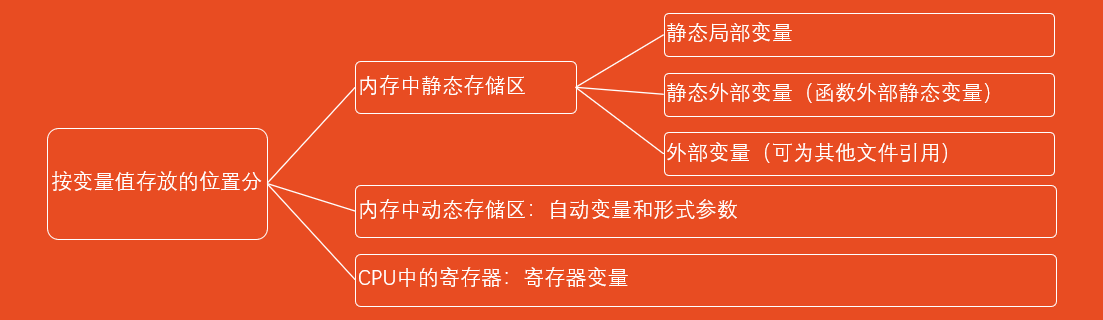 按变量值存放的位置分
内存中静态存储区
静态局部变量
静态外部变量（函数外部静态变量）
外部变量（可为其他文件引用）
内存中动态存储区：自动变量和形式参数
CPU中的寄存器：寄存器变量